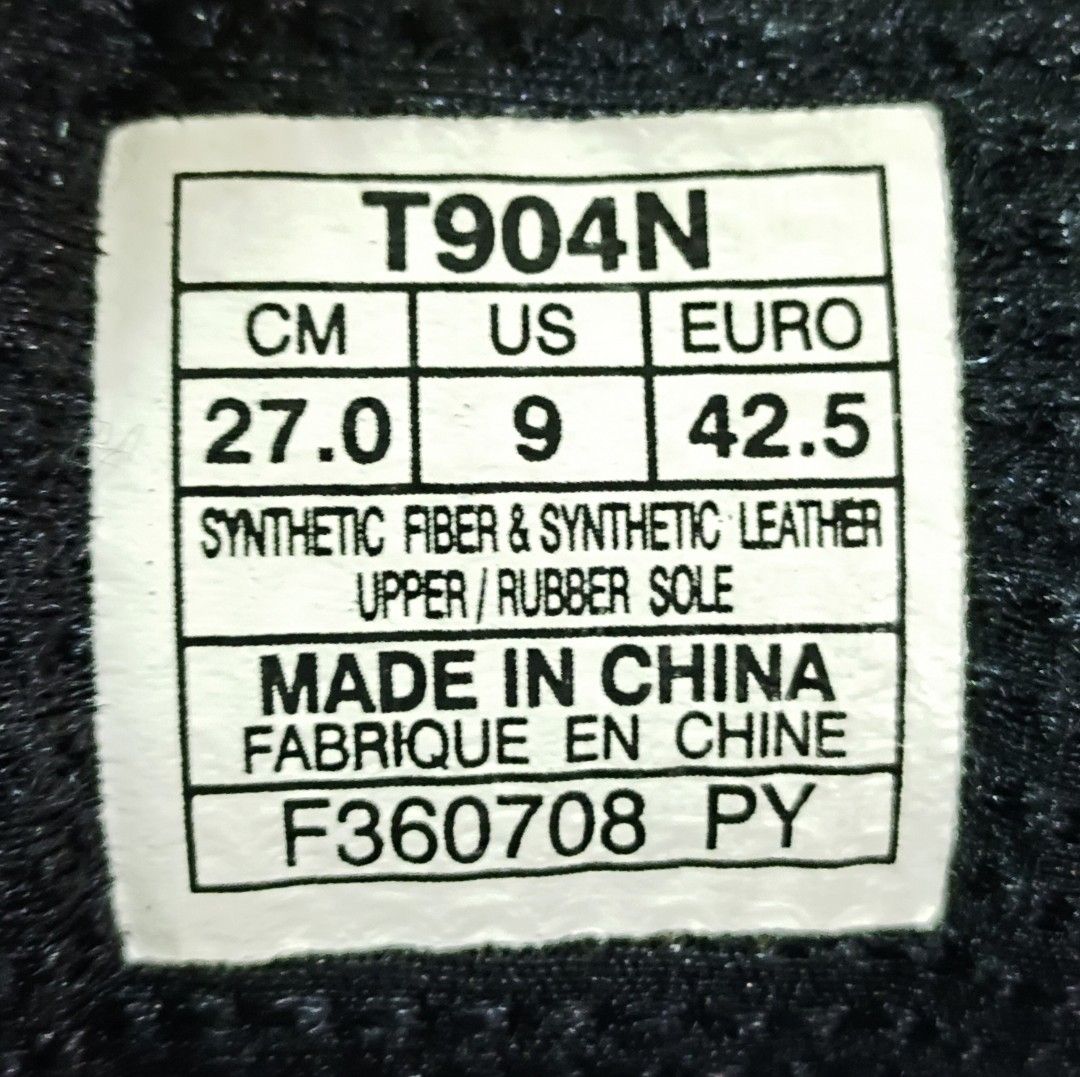 T904N
CM US EURO
27.0 9 42.5
SYNTHETIC FIBER & SYNTHETIC LEATHER
UPPER / RUBBER SOLE
MADE IN CHINA
FABRIQUE EN CHINE
F360708 PY